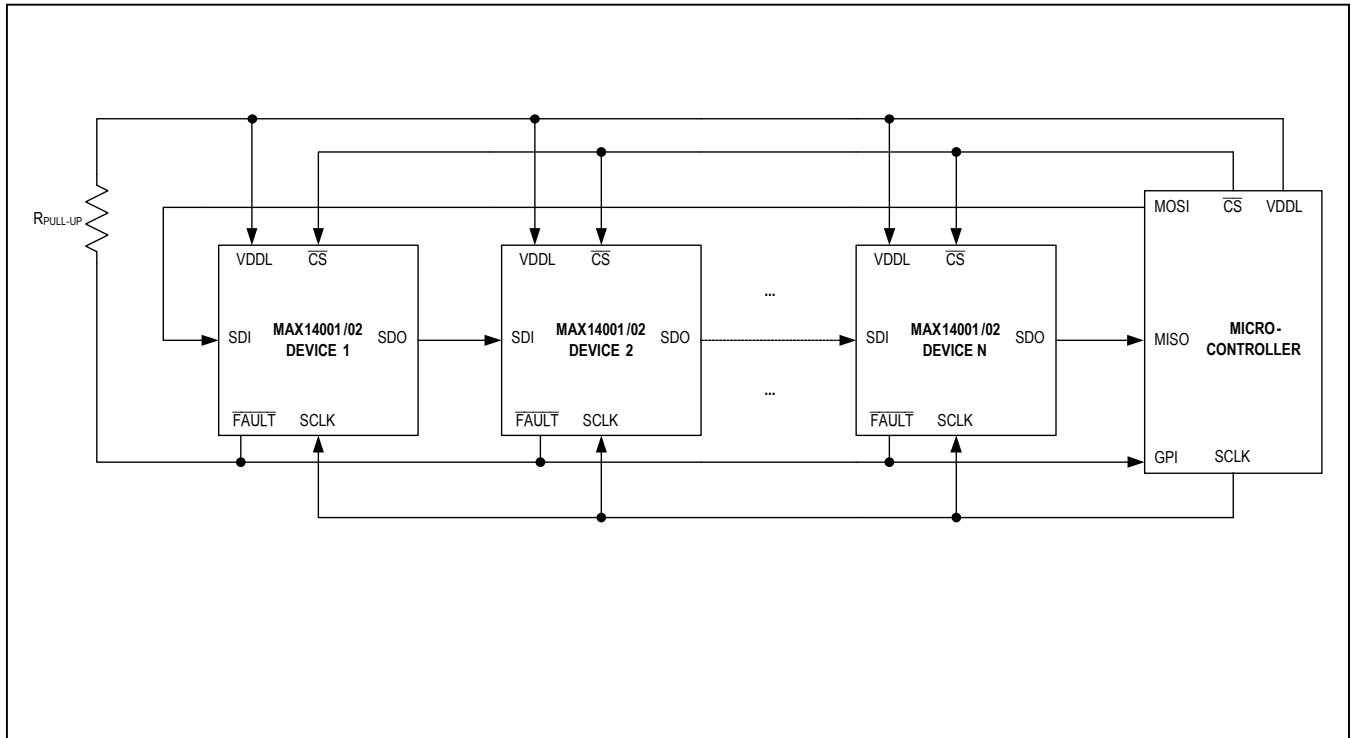 MOSI CS VDDL
RPULL-UP
VDDL CS
VDDL CS
VDDL CS
...
SDI MAX14001/02 SDO
DEVICE 1
SDI MAX14001/02 SDO
DEVICE 2
SDI MAX14001/02 SDO
DEVICE N
MISO MICRO-
CONTROLLER
...
FAULT SCLK
FAULT SCLK
FAULT SCLK
GPI SCLK